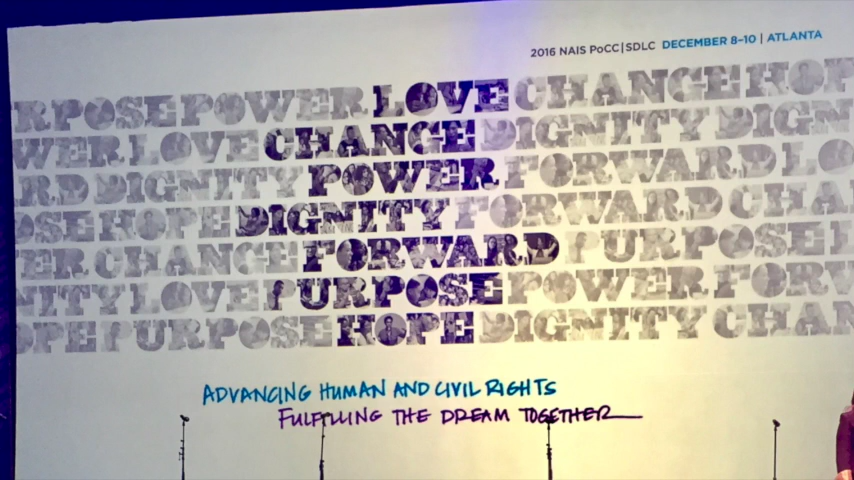 2016 NAIS PoCC|SDLC DECEMBER 8–10 | ATLANTA
RPOSE POWER LOVE CHANGE HOP
WER LOVE CHANGE DIGNITY DIGN
RD DIGNITY POWER FORWARD LO
OSE HOPE DIGNITY FORWARD CHA
ER CHANGE FORWARD PURPOSE
NITY LOVE PURPOSE POWER FORW
OPE PURPOSE HOPE DIGNITY CHAN
ADVANCING HUMAN AND CIVIL RIGHTS
FULFILLING THE DREAM TOGETHER